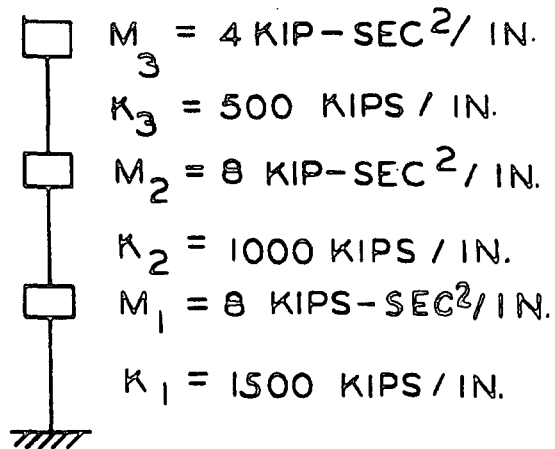 M₃ = 4 KIP-SEC²/ IN.
K₃ = 500 KIPS / IN.
M₂ = 8 KIP-SEC²/ IN.
K₂ = 1000 KIPS / IN.
M₁ = 8 KIPS-SEC²/ IN.
K₁ = 1500 KIPS / IN.